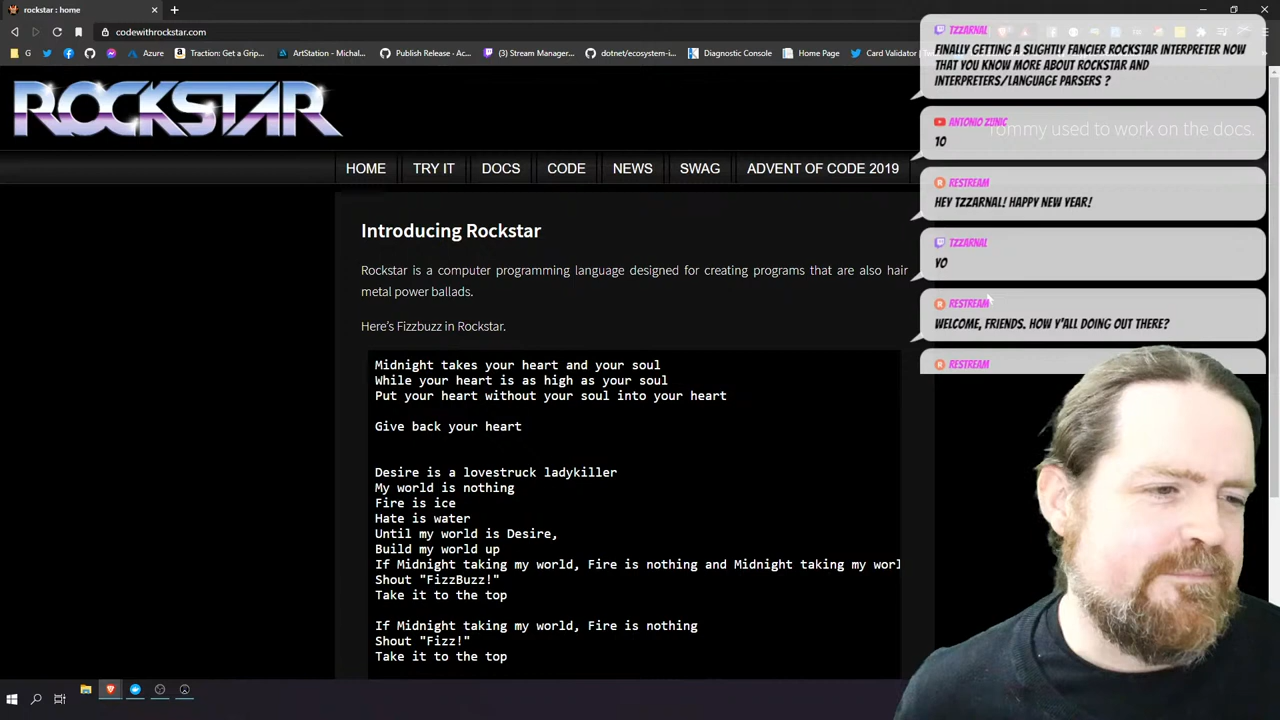 rockstar : home
codewithrockstar.com
G
Azure
Traction: Get a Grip...
ArtStation - Michal...
Publish Release - Ac...
(3) Stream Manager...
dotnet/ecosystem-i...
Diagnostic Console
Home Page
Card Validator | Tw
ROCKSTAR
Tommy used to work on the docs.
HOME
TRY IT
DOCS
CODE
NEWS
SWAG
ADVENT OF CODE 2019
Introducing Rockstar
Rockstar is a computer programming language designed for creating programs that are also hair
metal power ballads.
Here’s Fizzbuzz in Rockstar.
Midnight takes your heart and your soul
While your heart is as high as your soul
Put your heart without your soul into your heart
Give back your heart
Desire is a lovestruck ladykiller
My world is nothing
Fire is ice
Hate is water
Until my world is Desire,
Build my world up
If Midnight taking my world, Fire is nothing and Midnight taking my worl
Shout "FizzBuzz!"
Take it to the top
If Midnight taking my world, Fire is nothing
Shout "Fizz!"
Take it to the top
TZZARNAL
FINALLY GETTING A SLIGHTLY FANCIER ROCKSTAR INTERPRETER NOW
THAT YOU KNOW MORE ABOUT ROCKSTAR AND
INTERPRETERS/LANGUAGE PARSERS ?
ANTONIO ZUNIC
10
RESTREAM
HEY TZZARNAL! HAPPY NEW YEAR!
TZZARNAL
YO
RESTREAM
WELCOME, FRIENDS. HOW Y'ALL DOING OUT THERE?
RESTREAM